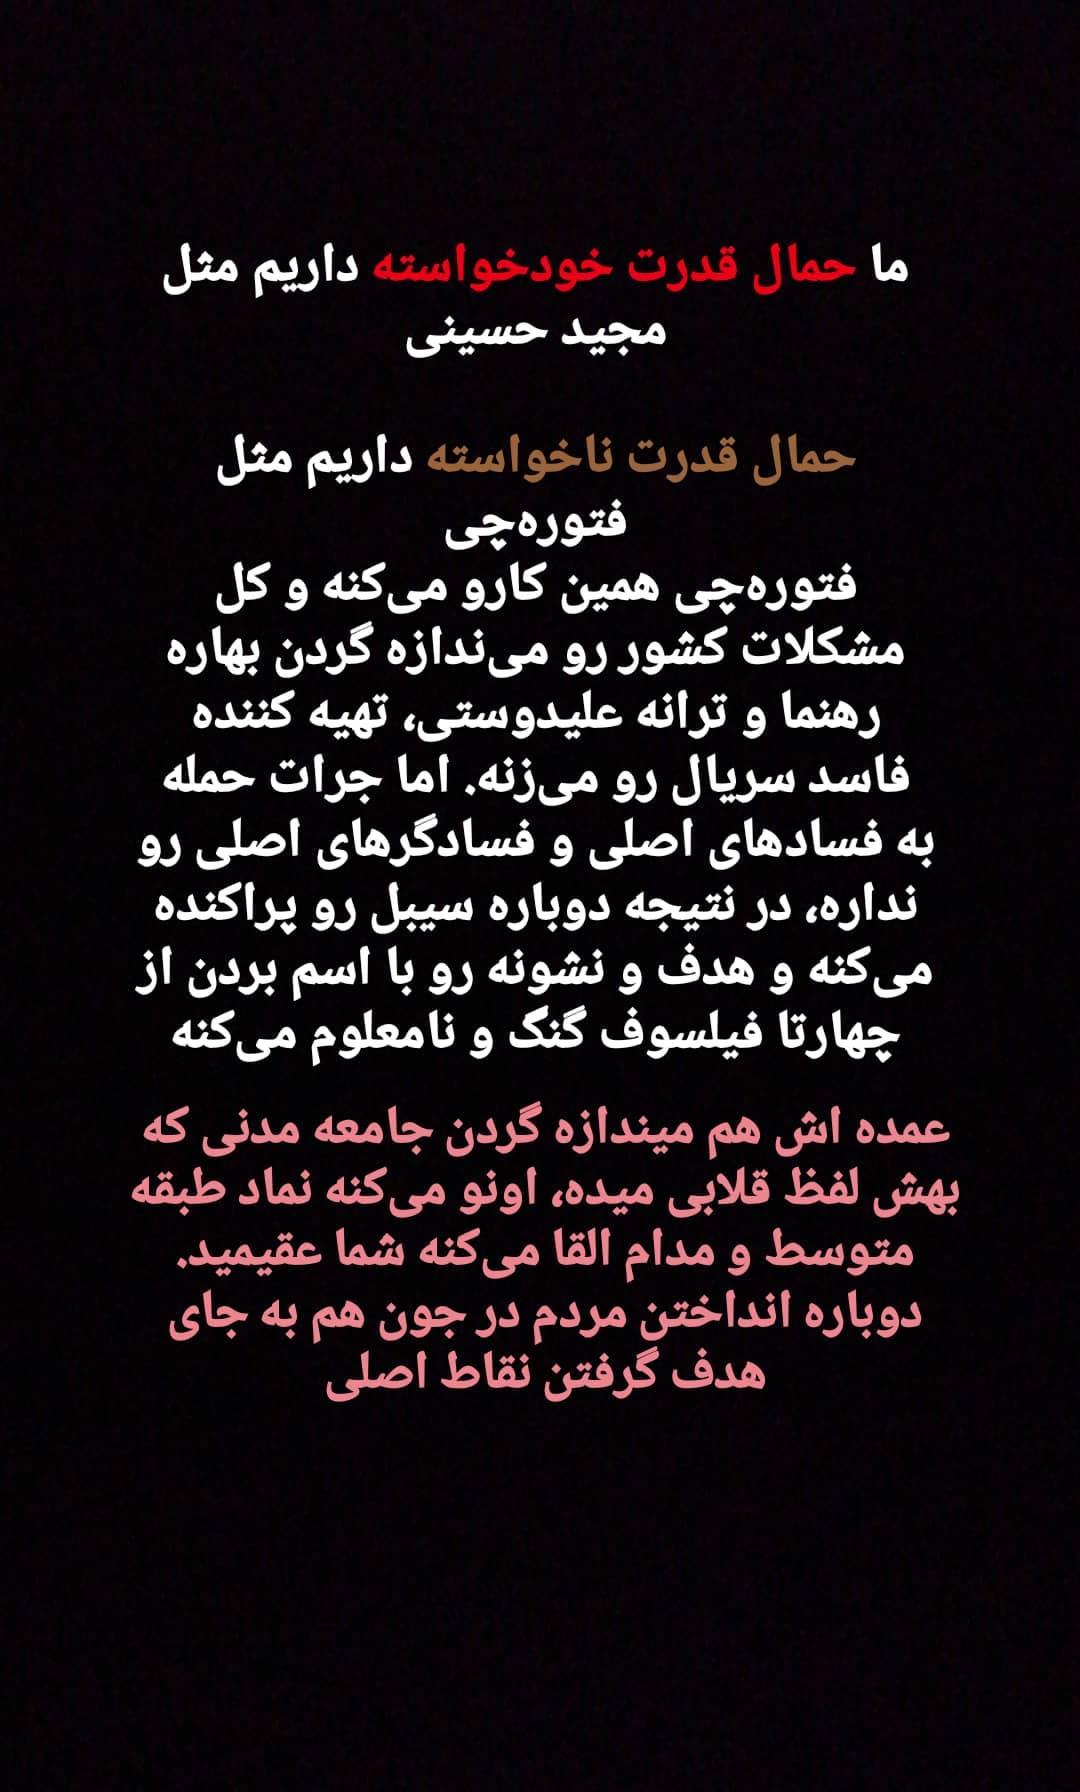 ما حمال قدرت خودخواسته داریم مثل
مجید حسینی
حمال قدرت ناخواسته داریم مثل
فتوره‌چی
فتوره‌چی همین کارو می‌کنه و کل
مشکلات کشور رو می‌ندازه گردن بهاره
رهنما و ترانه علیدوستی، تهیه کننده
فاسد سریال رو می‌زنه. اما جرات حمله
به فسادهای اصلی و فسادگرهای اصلی رو
نداره، در نتیجه دوباره سیبل رو پراکنده
می‌کنه و هدف و نشونه رو با اسم بردن از
چهارتا فیلسوف گنگ و نامعلوم می‌کنه
عمده اش هم میندازه گردن جامعه مدنی که
بهش لفظ قلابی میده، اونو می‌کنه نماد طبقه
متوسط و مدام القا می‌کنه شما عقیمید.
دوباره انداختن مردم در جون هم به جای
هدف گرفتن نقاط اصلی